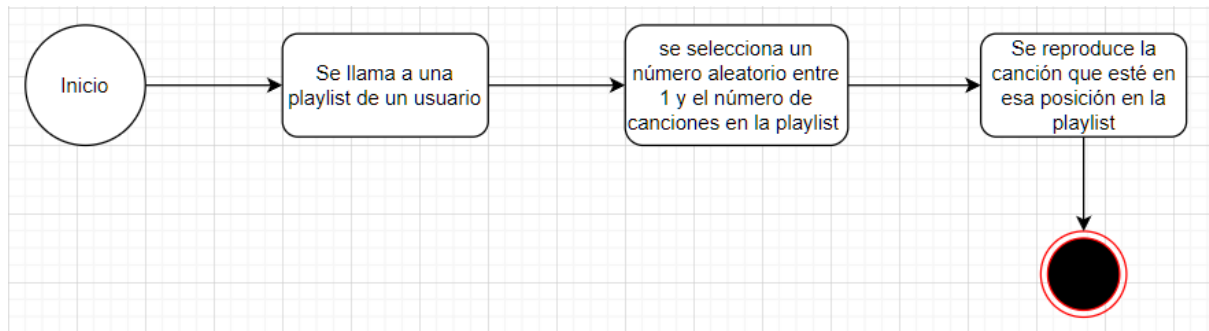 Inicio
Se llama a una
playlist de un usuario
se selecciona un
número aleatorio entre
1 y el número de
canciones en la playlist
Se reproduce la
canción que esté en
esa posición en la
playlist